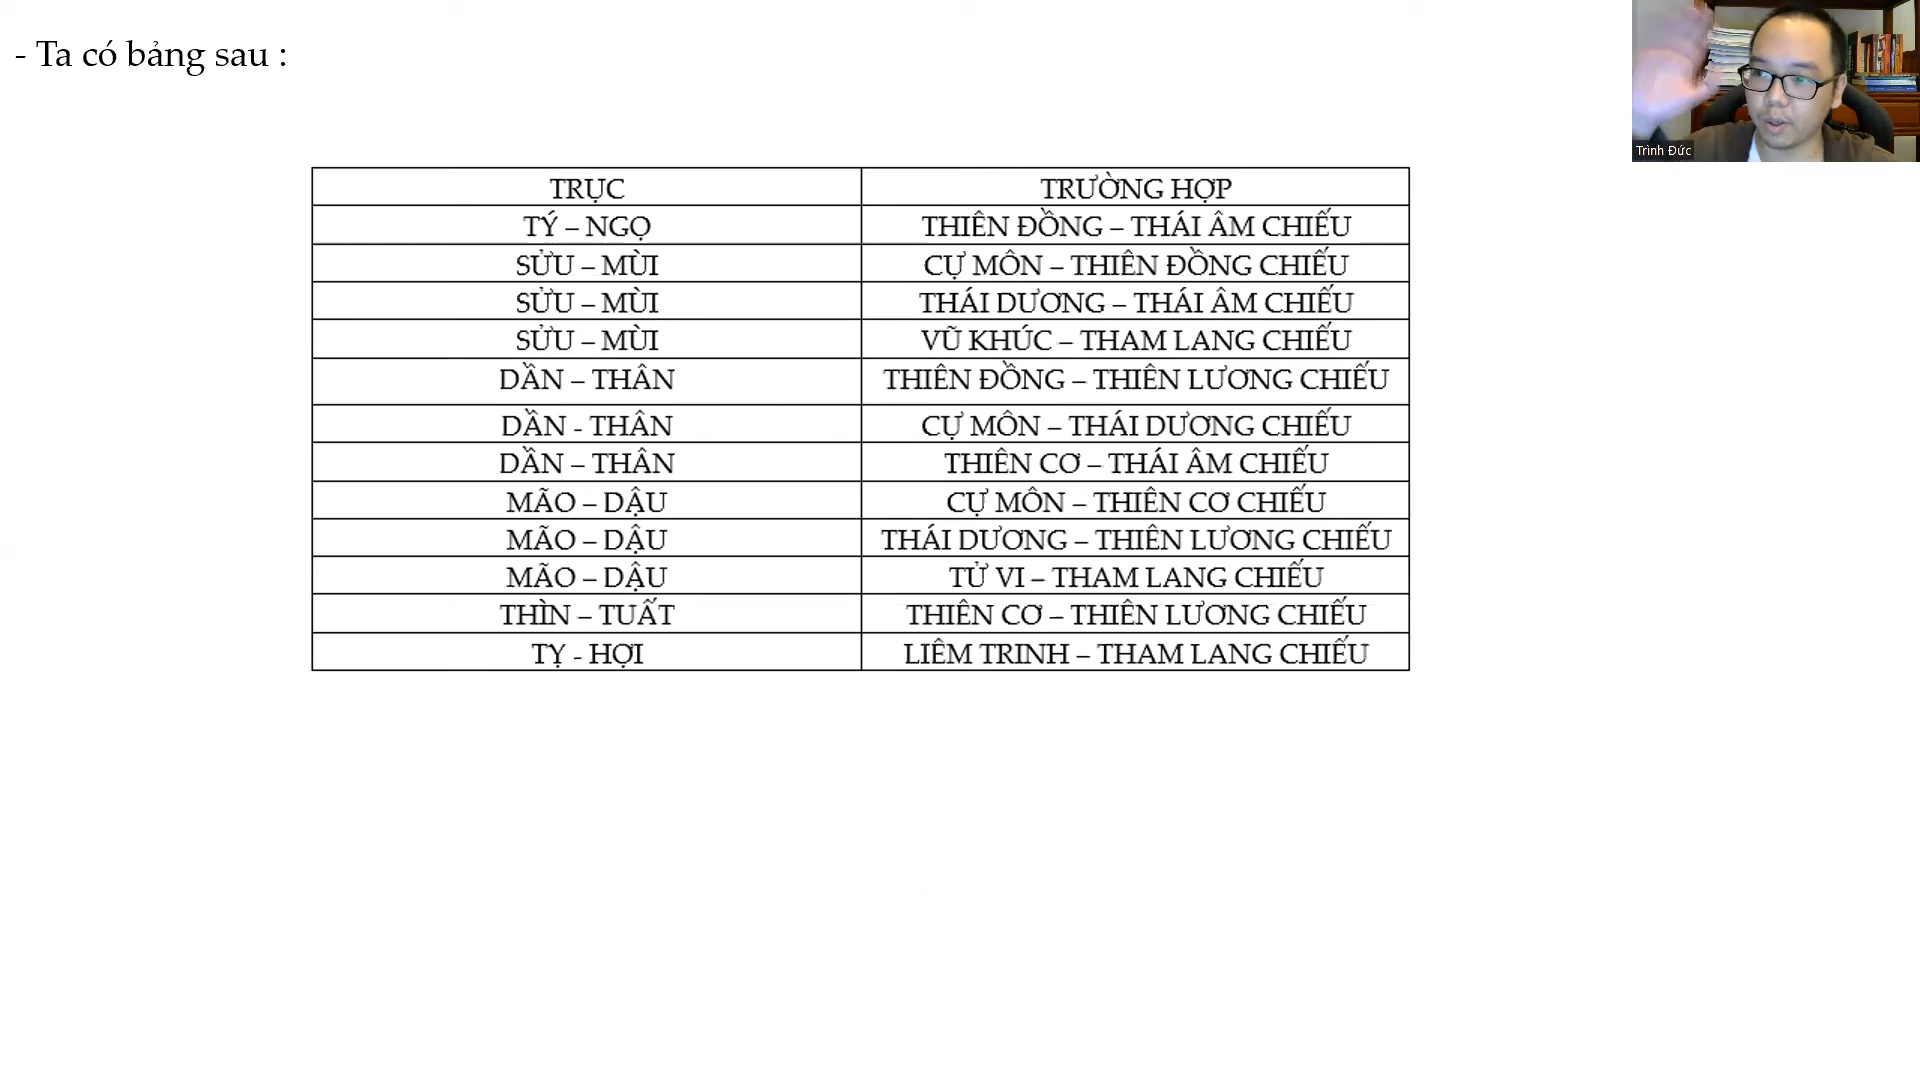 - Ta có bảng sau :
TRỤC TRƯỜNG HỢP
TÝ – NGỌ THIÊN ĐỒNG – THÁI ÂM CHIẾU
SỬU – MÙI CỰ MÔN – THIÊN ĐỒNG CHIẾU
SỬU – MÙI THÁI DƯƠNG – THÁI ÂM CHIẾU
SỬU – MÙI VŨ KHÚC – THAM LANG CHIẾU
DẦN – THÂN THIÊN ĐỒNG – THIÊN LƯƠNG CHIẾU
DẦN - THÂN CỰ MÔN – THÁI DƯƠNG CHIẾU
DẦN – THÂN THIÊN CƠ – THÁI ÂM CHIẾU
MÃO – DẬU CỰ MÔN – THIÊN CƠ CHIẾU
MÃO – DẬU THÁI DƯƠNG – THIÊN LƯƠNG CHIẾU
MÃO – DẬU TỬ VI – THAM LANG CHIẾU
THÌN – TUẤT THIÊN CƠ – THIÊN LƯƠNG CHIẾU
TỴ - HỢI LIÊM TRINH – THAM LANG CHIẾU
Trình Đức